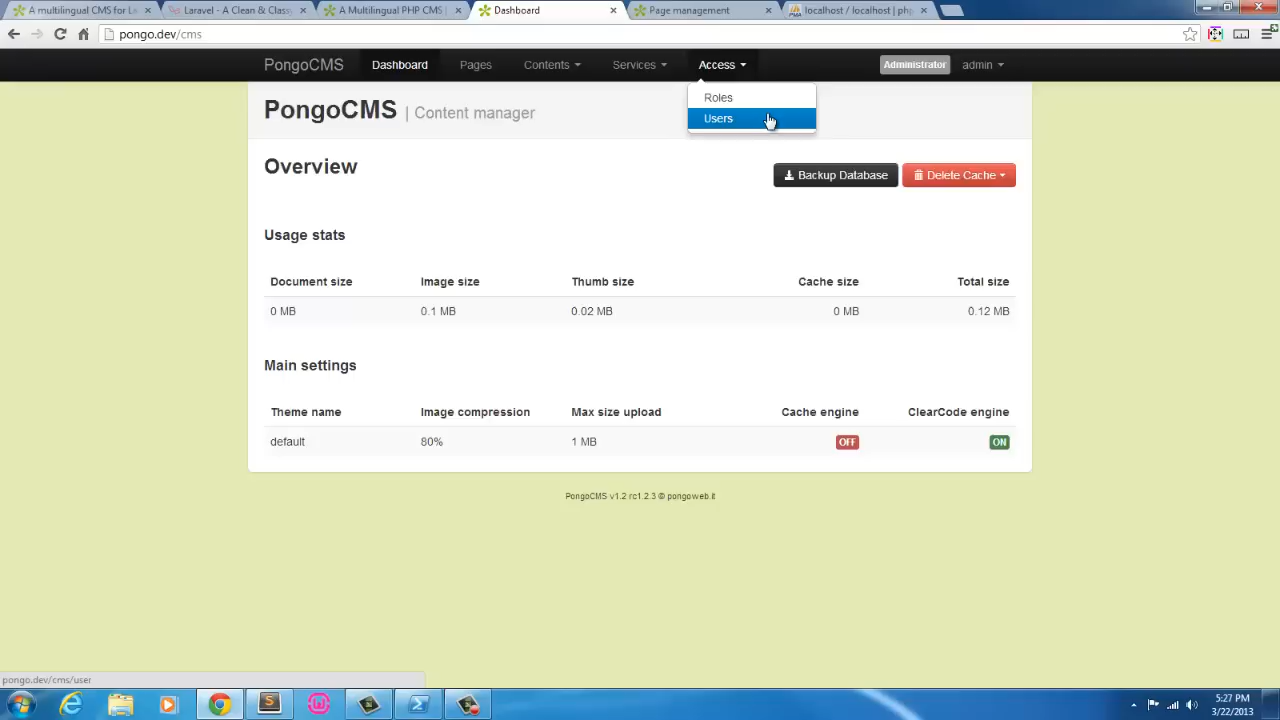 A multilingual CMS for La
Laravel - A Clean & Classy
A Multilingual PHP CMS |
Dashboard
Page management
localhost / localhost | php
pongo.dev/cms
PongoCMS
Dashboard
Pages
Contents
Services
Access
Administrator
admin
Roles
Users
PongoCMS | Content manager
Overview
Backup Database
Delete Cache
Usage stats
Document size Image size Thumb size Cache size Total size
0 MB 0.1 MB 0.02 MB 0 MB 0.12 MB
Main settings
Theme name Image compression Max size upload Cache engine ClearCode engine
default 80% 1 MB OFF ON
PongoCMS v1.2 rc1.2.3 © pongoweb.it
pongo.dev/cms/user
5:27 PM
3/22/2013